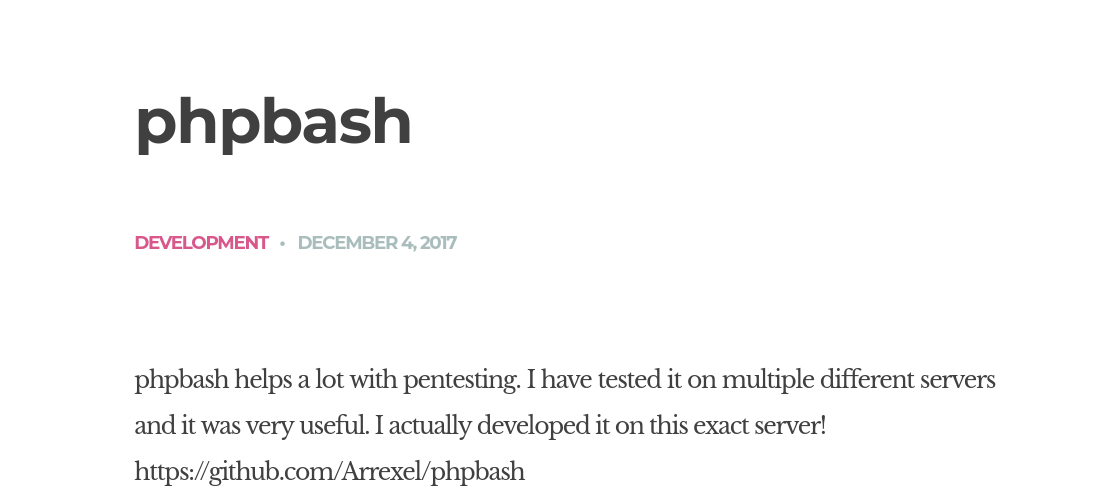 phpbash
DEVELOPMENT • DECEMBER 4, 2017
phpbash helps a lot with pentesting. I have tested it on multiple different servers
and it was very useful. I actually developed it on this exact server!
https://github.com/Arrexel/phpbash